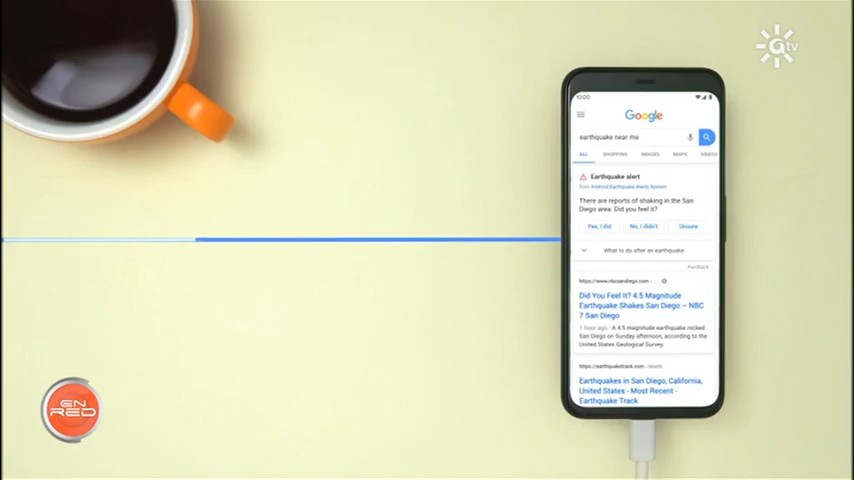 tv
10:00
Google
earthquake near me
ALL SHOPPING IMAGES MAPS VIDEOS
Earthquake alert
from Android Earthquake Alerts System
There are reports of shaking in the San
Diego area. Did you feel it?
Yes, I did No, I didn't Unsure
What to do after an earthquake
Feedback
https://www.nbcsandiego.com › ...
Did You Feel It? 4.5 Magnitude
Earthquake Shakes San Diego – NBC
7 San Diego
1 hour ago · A 4.5 magnitude earthquake rocked
San Diego on Sunday afternoon, according to the
United States Geological Survey.
https://earthquaketrack.com › recent
Earthquakes in San Diego, California,
United States - Most Recent -
Earthquake Track
EN
RED